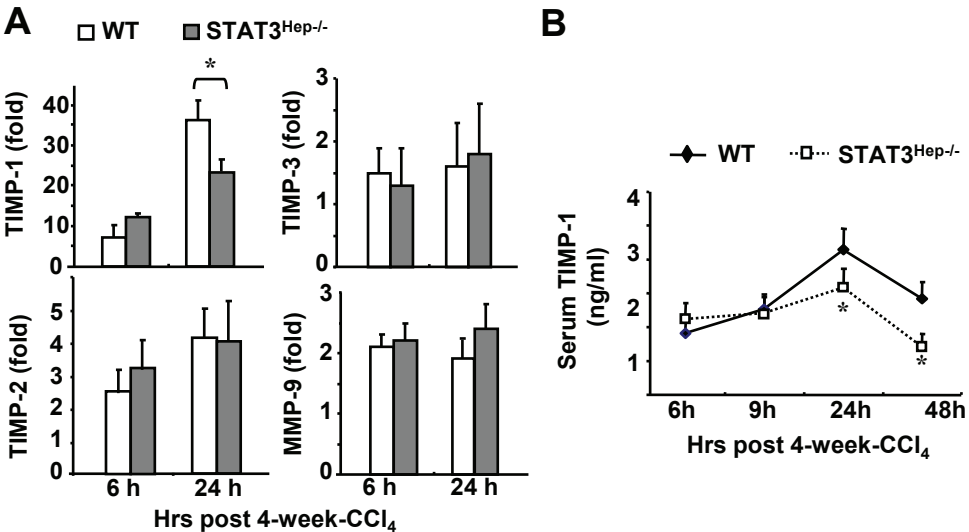 A
WT STAT3Hep-/-
*
TIMP-1 (fold)
40
30
20
10
0
TIMP-3 (fold)
3
2
1
0
TIMP-2 (fold)
5
4
3
2
1
0
6 h 24 h
MMP-9 (fold)
3
2
1
0
6 h 24 h
Hrs post 4-week-CCl4
B
WT STAT3Hep-/-
Serum TIMP-1
(ng/ml)
4
3
2
1
*
*
6h 9h 24h 48h
Hrs post 4-week-CCl4